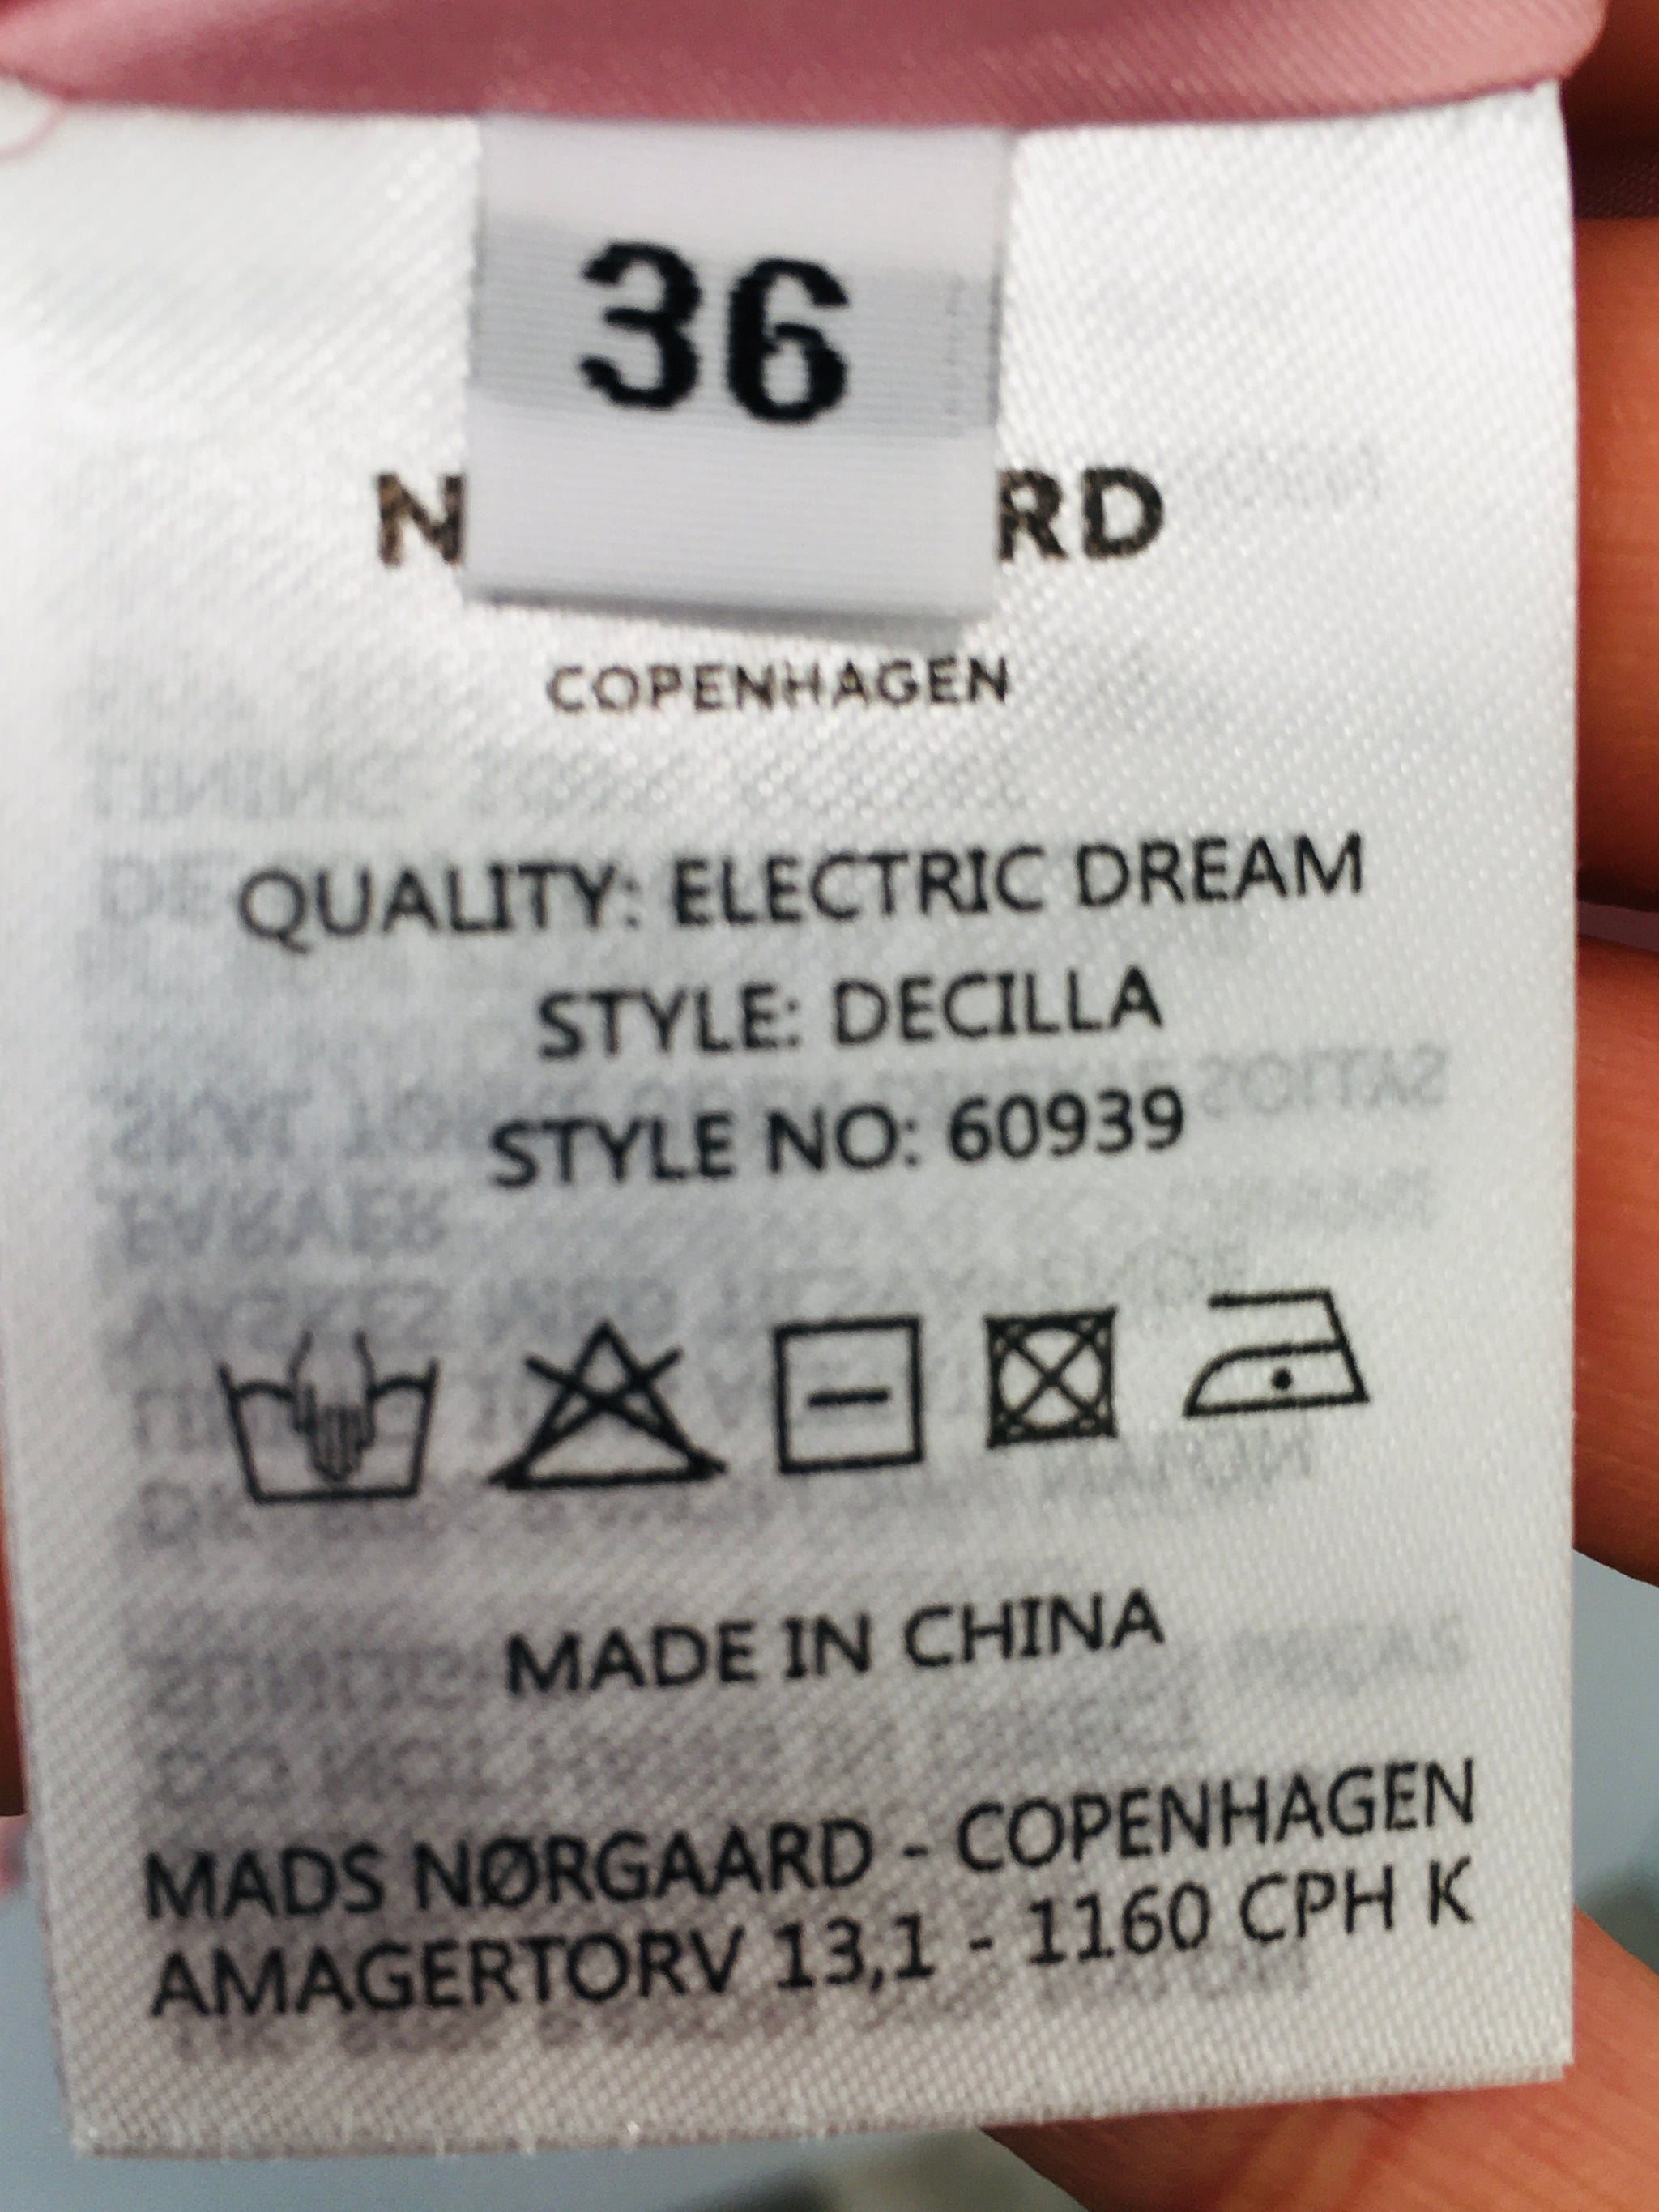 36
N RD
COPENHAGEN
QUALITY: ELECTRIC DREAM
STYLE: DECILLA
STYLE NO: 60939
MADE IN CHINA
MADS NØRGAARD - COPENHAGEN
AMAGERTORV 13,1 - 1160 CPH K